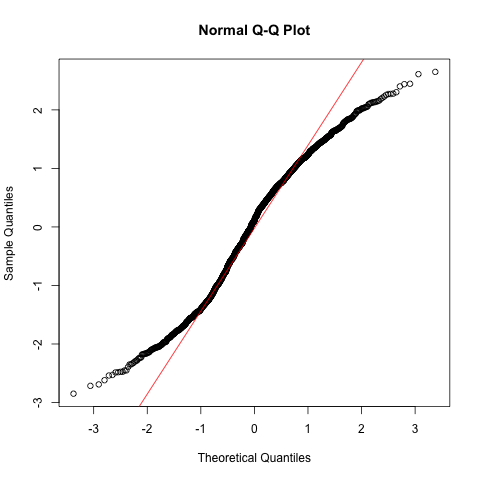 Normal Q-Q Plot
Sample Quantiles
2
1
0
-1
-2
-3
-3 -2 -1 0 1 2 3
Theoretical Quantiles